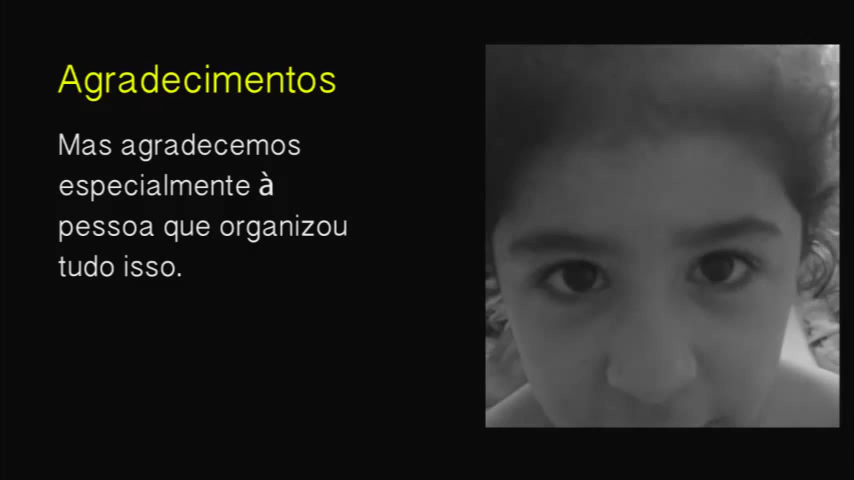 Agradecimentos
Mas agradecemos
especialmente à
pessoa que organizou
tudo isso.